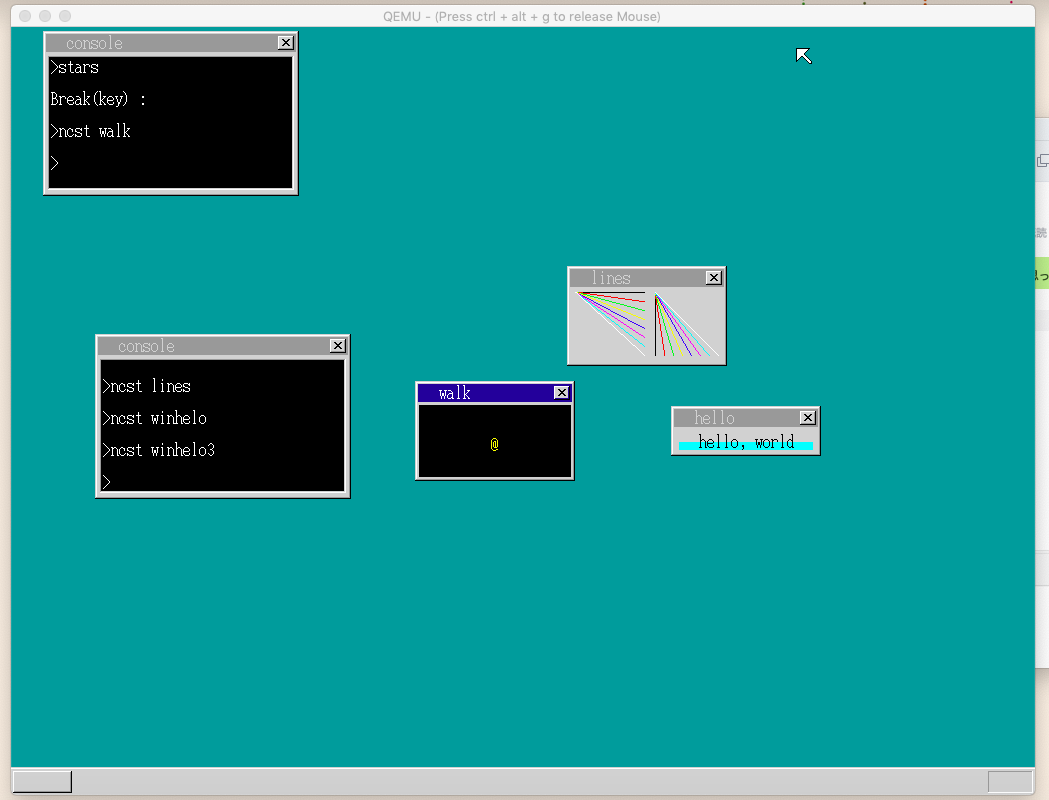 QEMU - (Press ctrl + alt + g to release Mouse)
console
>stars
Break(key) :
>ncst walk
>
lines
console
>ncst lines
>ncst winhelo
>ncst winhelo3
>
walk
@
hello
hello, world
読